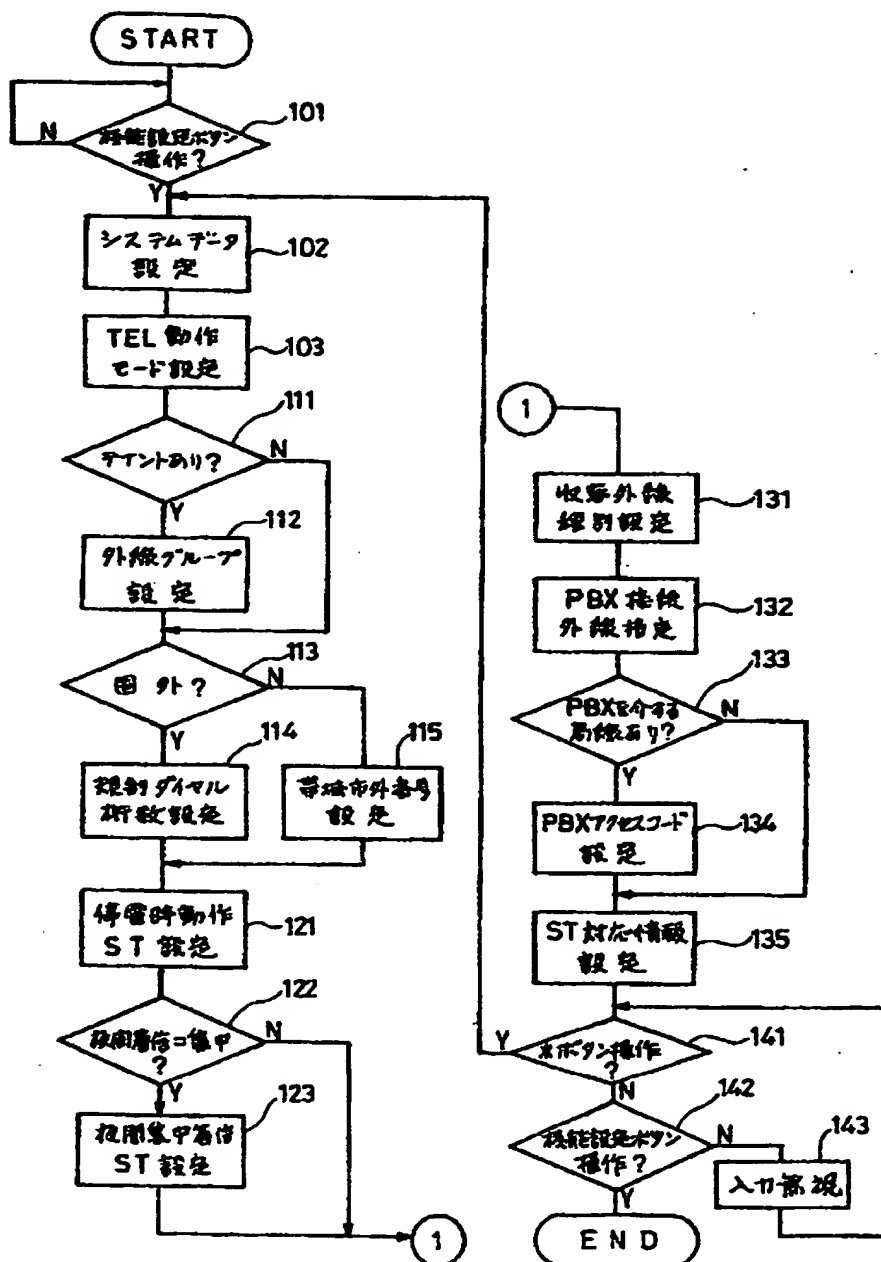 START
101
N
機能設定ボタン
操作?
Y
システムデータ
設定
102
TEL動作
モード設定
103
111
テナントあり?
N
Y
112
外線グループ
設定
113
圏外?
N
Y
114
規制ダイヤル
桁数設定
115
帯域市外番号
設定
停電時動作
ST設定
121
122
夜間着信=集中
?
N
Y
123
夜間集中着信
ST設定
1
1
収容外線
種別設定
131
PBX接続
外線指定
132
133
PBXを介する
局線あり?
N
Y
PBXアクセスコード
設定
134
ST対応情報
設定
135
Y
*ボタン操作
?
141
N
142
機能設定ボタン
操作?
N
143
入力無視
Y
END